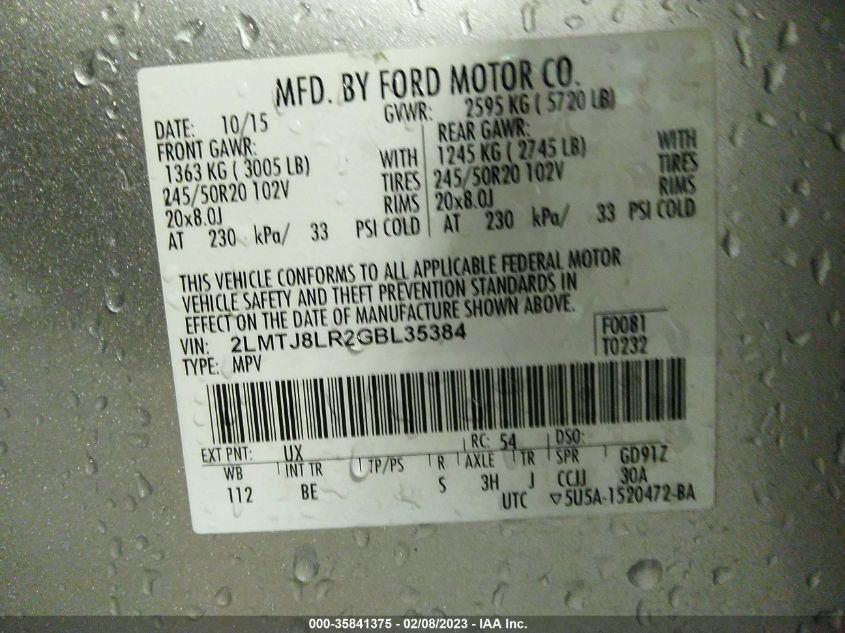 MFD. BY FORD MOTOR CO.
DATE: 10/15 GVWR: 2595 KG ( 5720 LB)
FRONT GAWR: REAR GAWR:
1363 KG ( 3005 LB) WITH 1245 KG ( 2745 LB) WITH
245/50R20 102V TIRES 245/50R20 102V TIRES
20x8.0J RIMS 20x8.0J RIMS
AT 230 kPa/ 33 PSI COLD AT 230 kPa/ 33 PSI COLD
THIS VEHICLE CONFORMS TO ALL APPLICABLE FEDERAL MOTOR
VEHICLE SAFETY AND THEFT PREVENTION STANDARDS IN
EFFECT ON THE DATE OF MANUFACTURE SHOWN ABOVE.
VIN: 2LMTJ8LR2GBL35384 F0081
TYPE: MPV T0232
EXT PNT: UX RC: 54 DSO:
WB INT TR TP/PS R AXLE TR SPR GD91Z
112 BE S 3H J CCJJ 30A
UTC ▽5U5A-1520472-BA
000-35841375 — 02/08/2023 — IAA Inc.